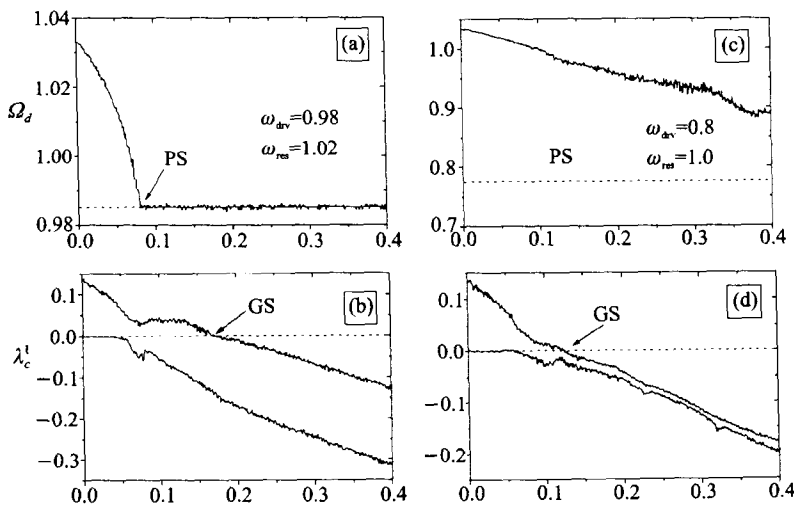 1.04
1.02
1.00
0.98
Ω_d
(a)
ω_drv=0.98
ω_res=1.02
PS
0.0 0.1 0.2 0.3 0.4
1.0
0.9
0.8
0.7
(c)
ω_drv=0.8
PS
ω_res=1.0
0.0 0.1 0.2 0.3 0.4
0.1
0.0
−0.1
−0.2
−0.3
λ_c^1
(b)
GS
0.0 0.1 0.2 0.3 0.4
0.1
0.0
−0.1
−0.2
(d)
GS
0.0 0.1 0.2 0.3 0.4